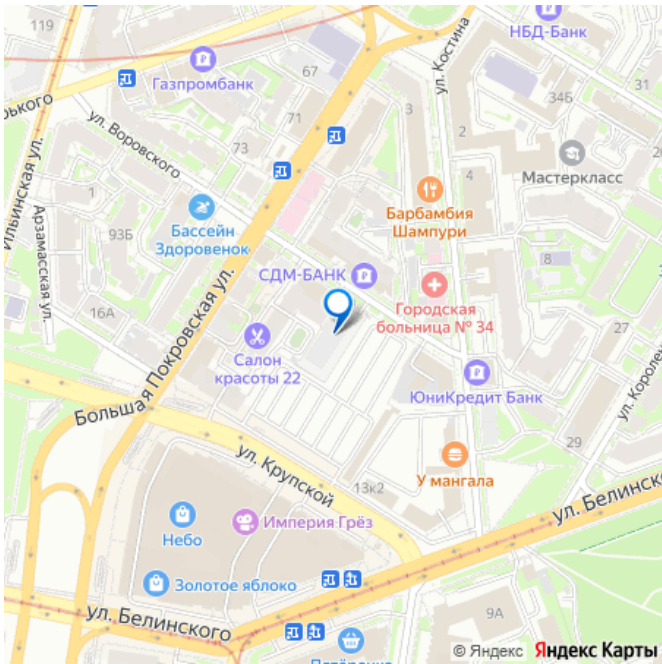 119
НБД-Банк
ул. Костина
Газпромбанк
67
31
34Б
71
3
2
ул. Воровского
73
Мастеркласс
4
Ильинская ул.
1
Барбамбия
Шампури
Бассейн
Здоровенок
93Б
Арзамасская ул.
8
СДМ-БАНК
Городская
больница № 34
16А
27
Салон
красоты 22
ЮниКредит Банк
Большая Покровская ул.
29
ул. Крупской
13к2
У мангала
Небо
Империя Грёз
Золотое яблоко
ул. Белинского
9А
© Яндекс Яндекс Карты